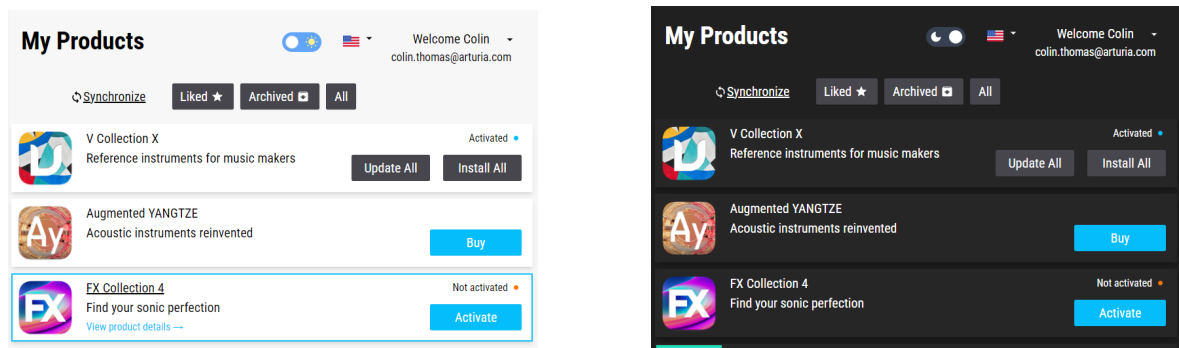 My Products
Welcome Colin
colin.thomas@arturia.com
Synchronize
Liked
Archived
All
V Collection X
Activated
Reference instruments for music makers
Update All
Install All
Ay
Augmented YANGTZE
Acoustic instruments reinvented
Buy
FX
FX Collection 4
Not activated
Find your sonic perfection
View product details →
Activate
My Products
Welcome Colin
colin.thomas@arturia.com
Synchronize
Liked
Archived
All
V Collection X
Activated
Reference instruments for music makers
Update All
Install All
Ay
Augmented YANGTZE
Acoustic instruments reinvented
Buy
FX
FX Collection 4
Not activated
Find your sonic perfection
Activate